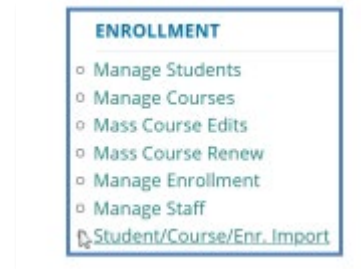 ENROLLMENT
Manage Students
Manage Courses
Mass Course Edits
Mass Course Renew
Manage Enrollment
Manage Staff
Student/Course/Enr. Import